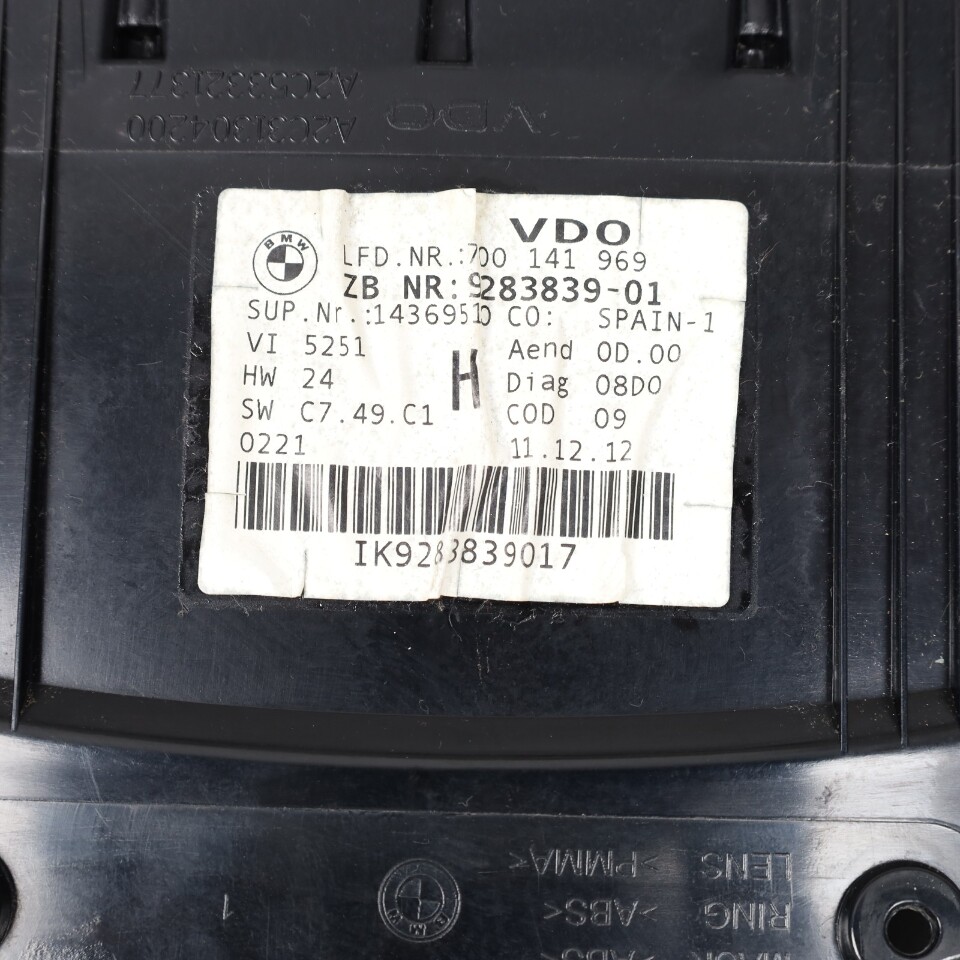 A2C53321377
A2C31304200
VDO
VDO
BMW
LFD.NR.:700 141 969
ZB NR:9283839-01
SUP.Nr.:14369510 CO: SPAIN-1
VI 5251 Aend 0D.00
HW 24 H Diag 08D0
SW C7.49.C1 COD 09
0221 11.12.12
IK9283839017
LENS >PMMA<
RING >ABS<
1
BMW